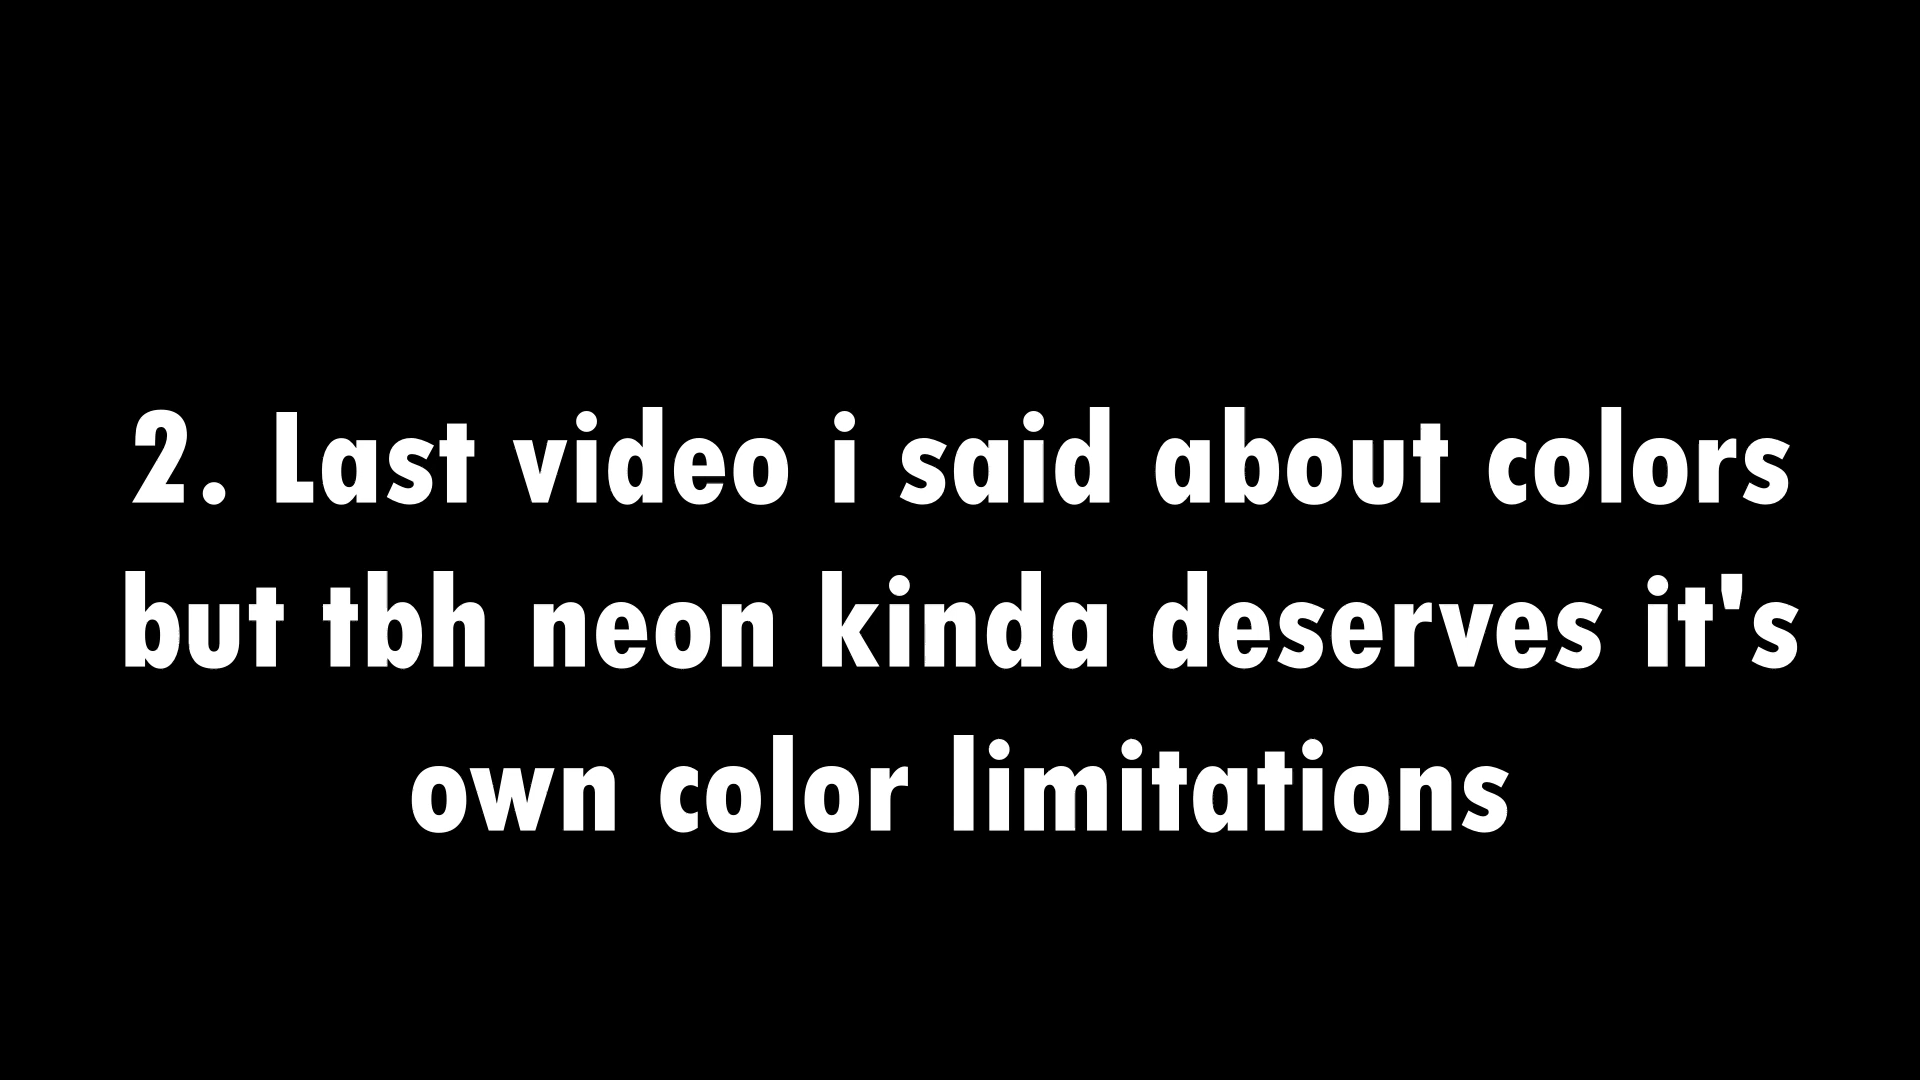 2. Last video i said about colors
but tbh neon kinda deserves it's
own color limitations